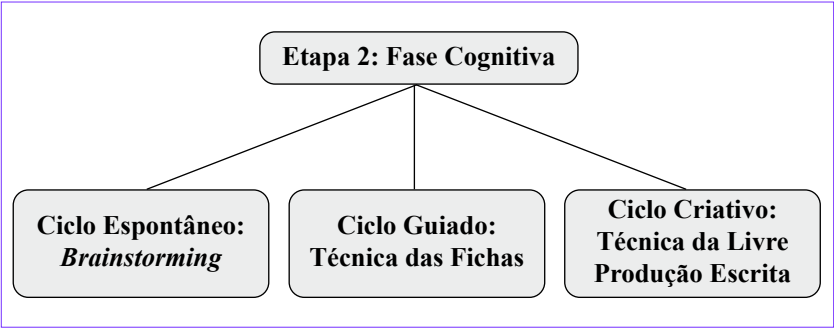 Etapa 2: Fase Cognitiva
Ciclo Espontâneo:
Brainstorming
Ciclo Guiado:
Técnica das Fichas
Ciclo Criativo:
Técnica da Livre
Produção Escrita